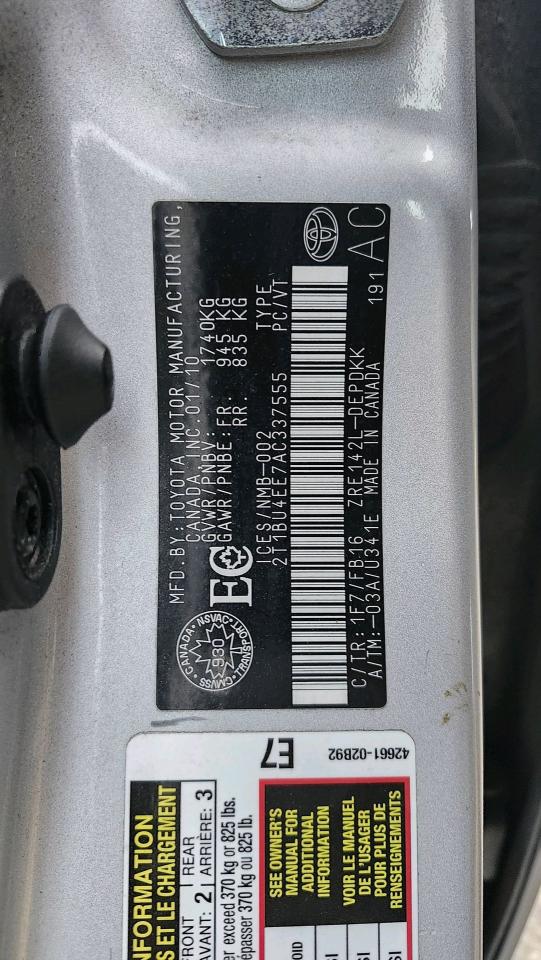 MFD.BY:TOYOTA MOTOR MANUFACTURING,
CANADA INC.01/10
GVWR/PNBV: 1740KG
GAWR/PNBE:FR. 945 KG
RR. 835 KG
CANADA • NSVAC • TRANSPORT • CMVSS
930
EC
ICES/NMB-002 TYPE
2T1BU4EE7AC337555 PC/VT
C/TR:1F7/FB16 ZRE142L-DEPDKK
A/TM:-03A/U341E MADE IN CANADA 191 AC
E7
42661-02B92
INFORMATION
ET LE CHARGEMENT
FRONT REAR
AVANT: 2 ARRIÈRE: 3
exceed 370 kg or 825 lbs.
dépasser 370 kg ou 825 lb.
SEE OWNER'S
MANUAL FOR
ADDITIONAL
INFORMATION
VOIR LE MANUEL
DE L'USAGER
POUR PLUS DE
RENSEIGNEMENTS